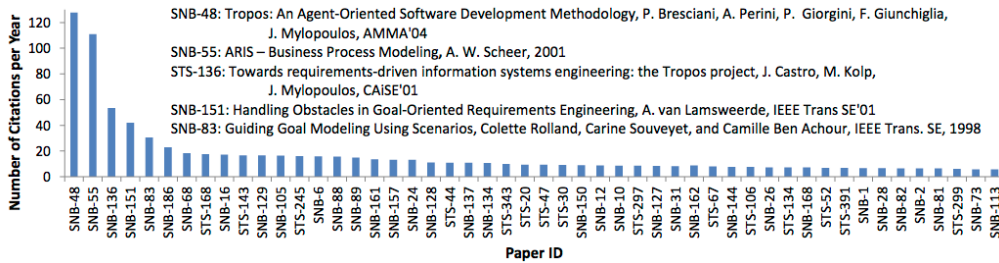 Number of Citations per Year
120
100
80
60
40
20
0
SNB-48: Tropos: An Agent-Oriented Software Development Methodology, P. Bresciani, A. Perini, P. Giorgini, F. Giunchiglia,
J. Mylopoulos, AMMA'04
SNB-55: ARIS – Business Process Modeling, A. W. Scheer, 2001
STS-136: Towards requirements-driven information systems engineering: the Tropos project, J. Castro, M. Kolp,
J. Mylopoulos, CAiSE'01
SNB-151: Handling Obstacles in Goal-Oriented Requirements Engineering, A. van Lamsweerde, IEEE Trans SE'01
SNB-83: Guiding Goal Modeling Using Scenarios, Colette Rolland, Carine Souveyet, and Camille Ben Achour, IEEE Trans. SE, 1998
SNB-48
SNB-55
SNB-136
SNB-151
SNB-83
SNB-186
SNB-68
STS-168
SNB-16
STS-143
SNB-129
SNB-105
STS-245
SNB-6
SNB-88
SNB-89
SNB-161
SNB-157
SNB-24
SNB-128
STS-44
SNB-137
SNB-134
STS-343
STS-20
STS-47
STS-30
SNB-150
SNB-12
SNB-10
STS-297
SNB-127
SNB-31
SNB-162
STS-67
SNB-144
STS-106
SNB-26
STS-134
SNB-168
STS-52
STS-391
SNB-1
SNB-28
SNB-82
SNB-2
SNB-81
STS-299
SNB-73
SNB-113
Paper ID